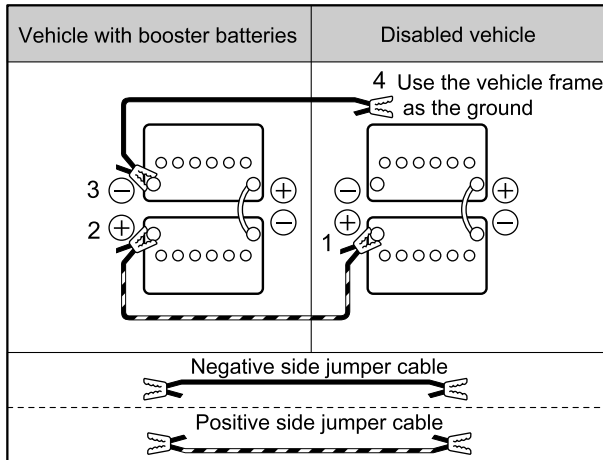 Vehicle with booster batteries
Disabled vehicle
4 Use the vehicle frame
as the ground
3 − + − +
2 + − 1 + −
Negative side jumper cable
Positive side jumper cable